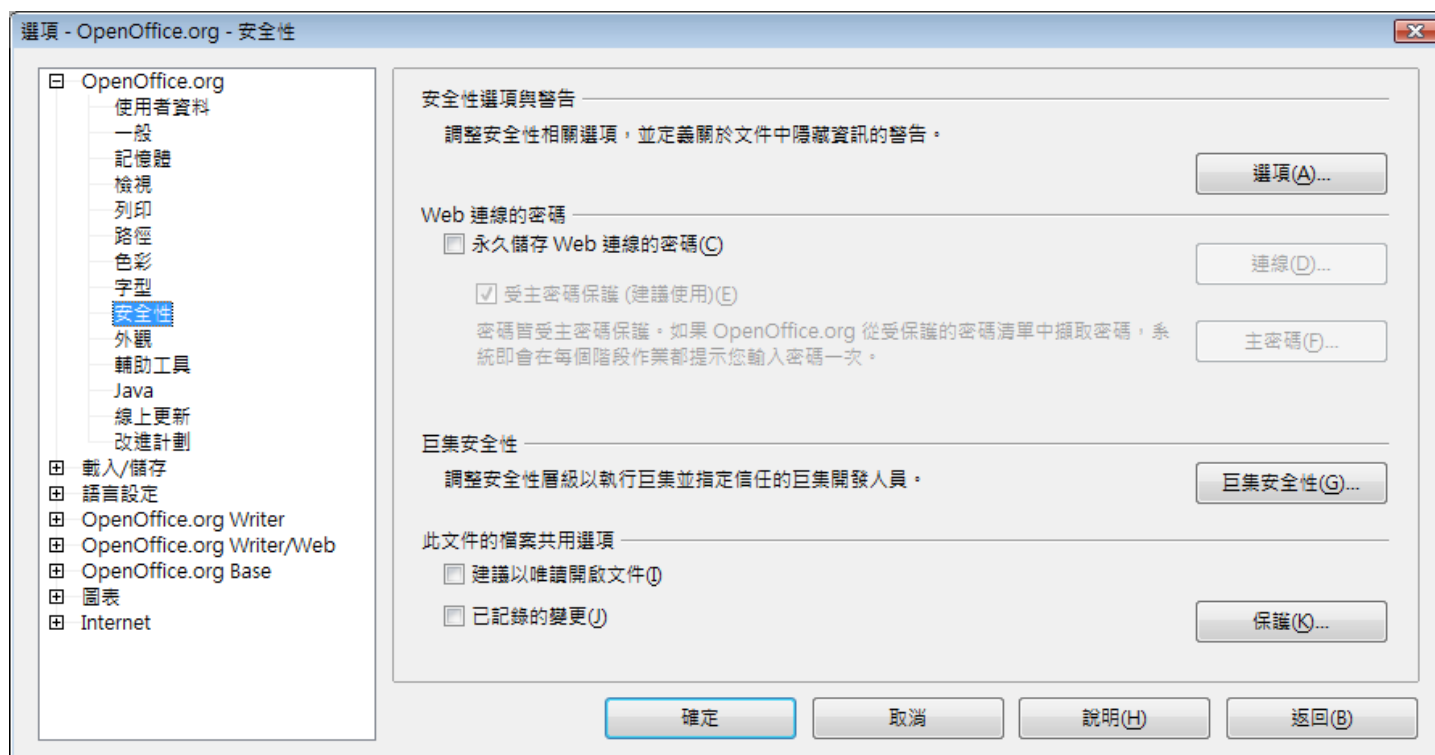 選項 - OpenOffice.org - 安全性
OpenOffice.org
使用者資料
一般
記憶體
檢視
列印
路徑
色彩
字型
安全性
外觀
輔助工具
Java
線上更新
改進計劃
載入/儲存
語言設定
OpenOffice.org Writer
OpenOffice.org Writer/Web
OpenOffice.org Base
圖表
Internet
安全性選項與警告
調整安全性相關選項，並定義關於文件中隱藏資訊的警告。
選項(A)...
Web 連線的密碼
永久儲存 Web 連線的密碼(C)
連線(D)...
受主密碼保護 (建議使用)(E)
密碼皆受主密碼保護。如果 OpenOffice.org 從受保護的密碼清單中擷取密碼，系
統即會在每個階段作業都提示您輸入密碼一次。
主密碼(F)...
巨集安全性
調整安全性層級以執行巨集並指定信任的巨集開發人員。
巨集安全性(G)...
此文件的檔案共用選項
建議以唯讀開啟文件(I)
已記錄的變更(J)
保護(K)...
確定
取消
說明(H)
返回(B)